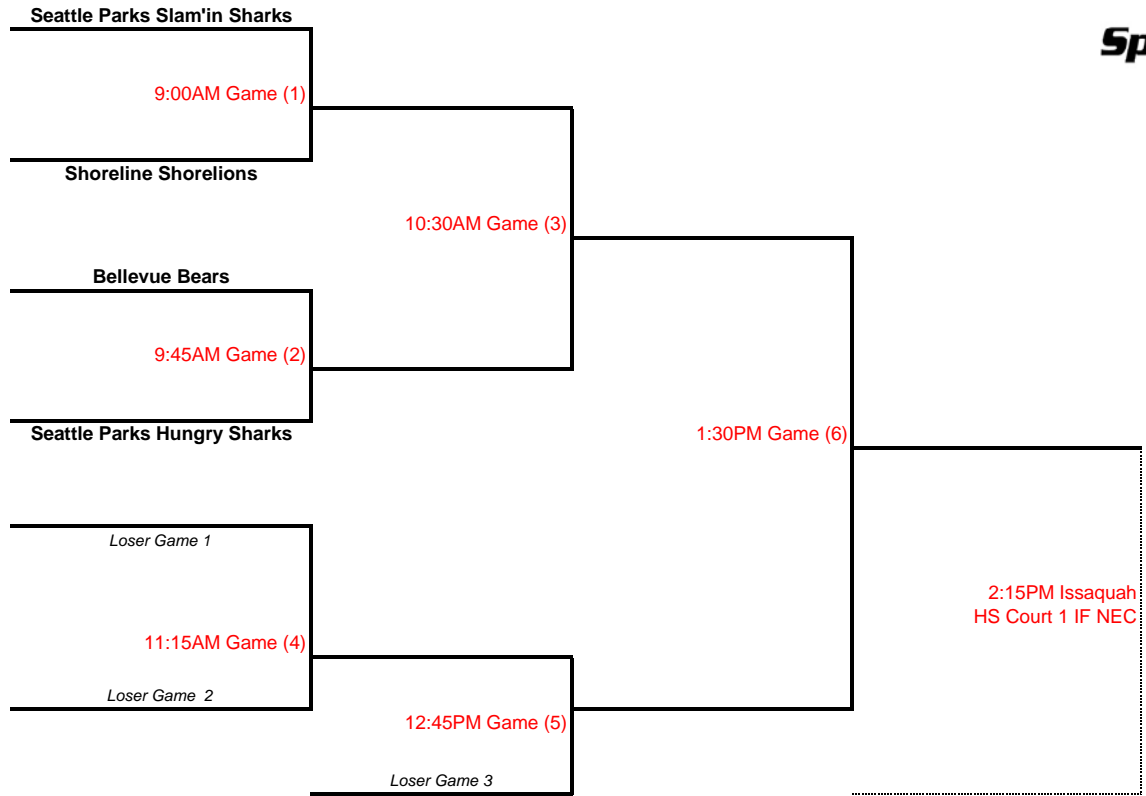 Seattle Parks Slam'in Sharks
Sp
9:00AM Game (1)
Shoreline Shorelions
10:30AM Game (3)
Bellevue Bears
9:45AM Game (2)
Seattle Parks Hungry Sharks
1:30PM Game (6)
Loser Game 1
2:15PM Issaquah
HS Court 1 IF NEC
11:15AM Game (4)
Loser Game 2
12:45PM Game (5)
Loser Game 3